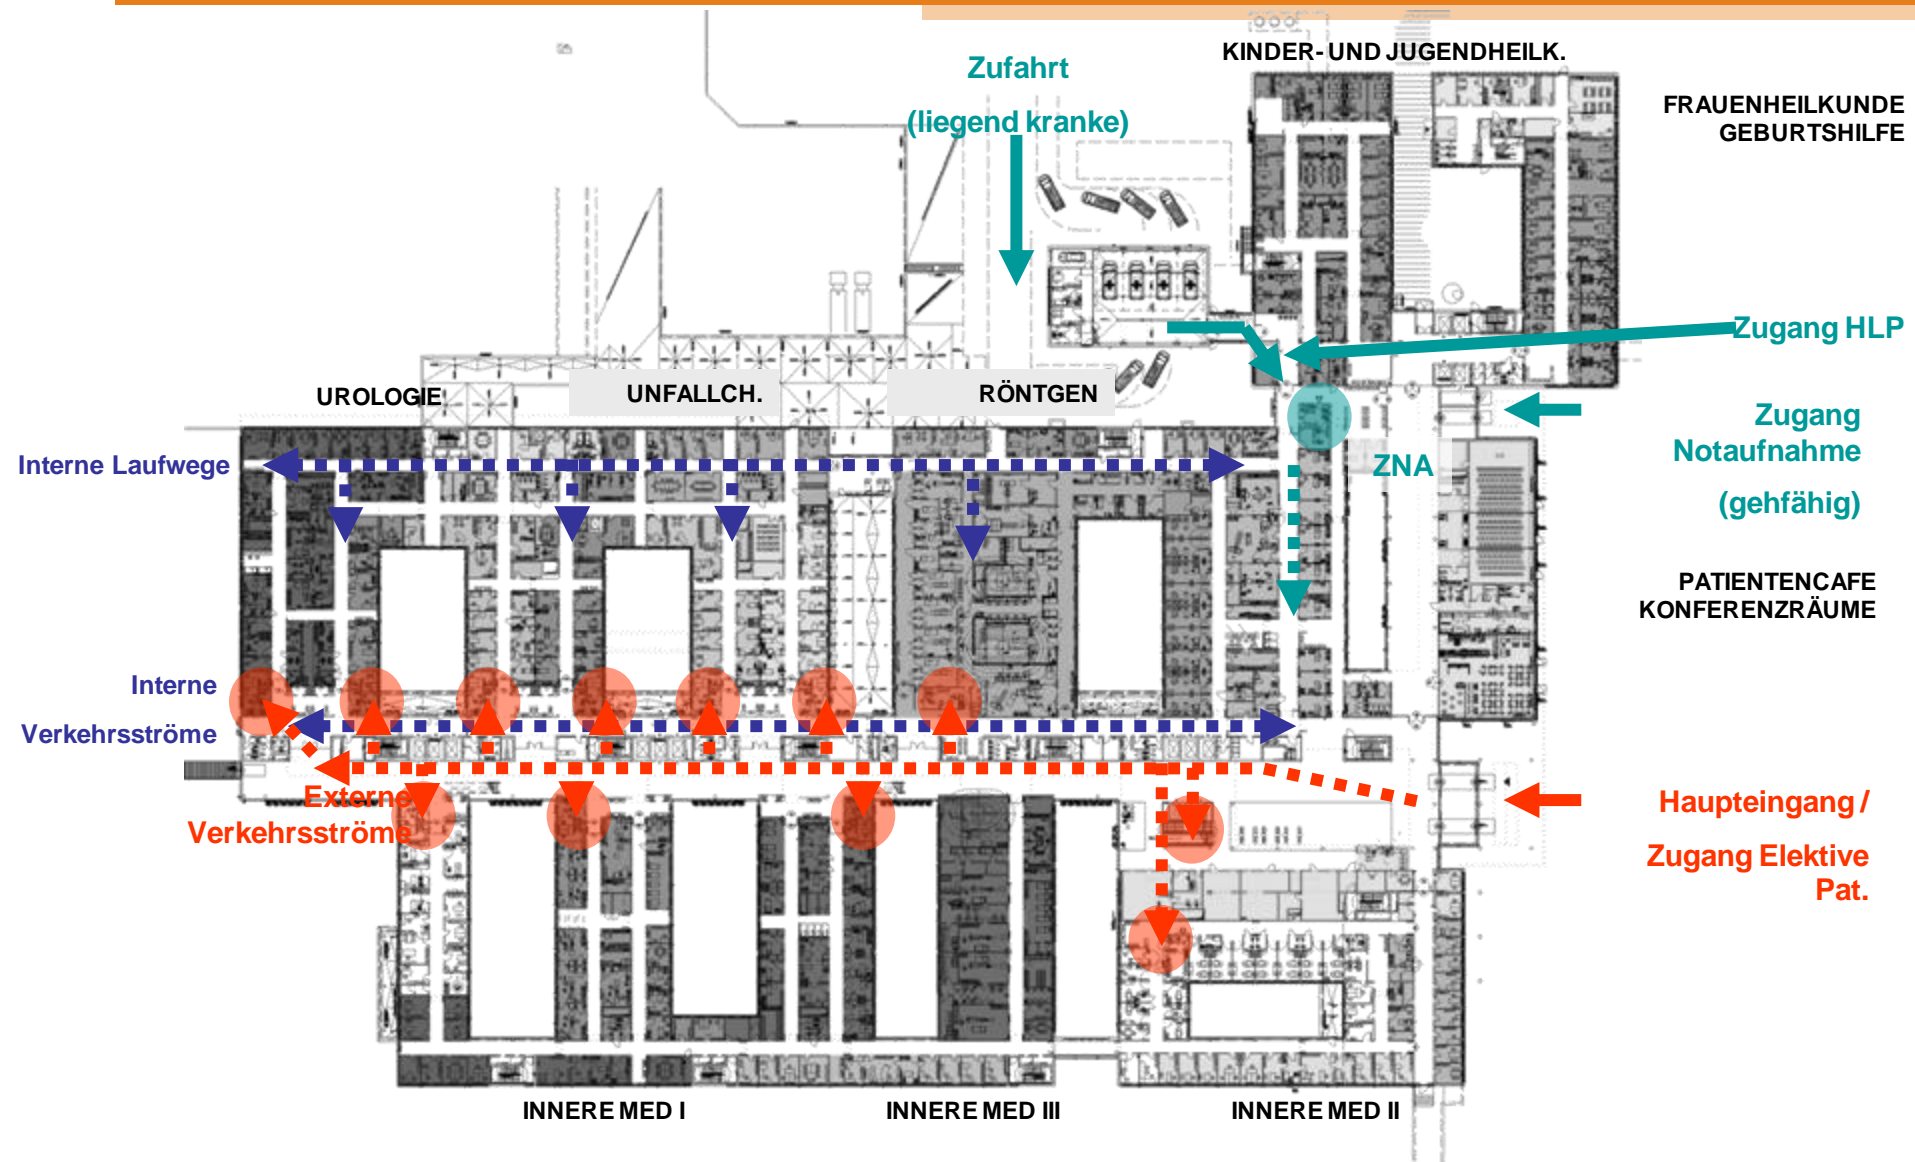 KINDER- UND JUGENDHEILK.
Zufahrt
(liegend kranke)
FRAUENHEILKUNDE
GEBURTSHILFE
Zugang HLP
UROLOGIE
UNFALLCH.
RÖNTGEN
Zugang
Notaufnahme
(gehfähig)
Interne Laufwege
ZNA
PATIENTENCAFE
KONFERENZRÄUME
Interne
Verkehrsströme
Externe
Verkehrsströme
Haupteingang /
Zugang Elektive
Pat.
INNERE MED I
INNERE MED III
INNERE MED II